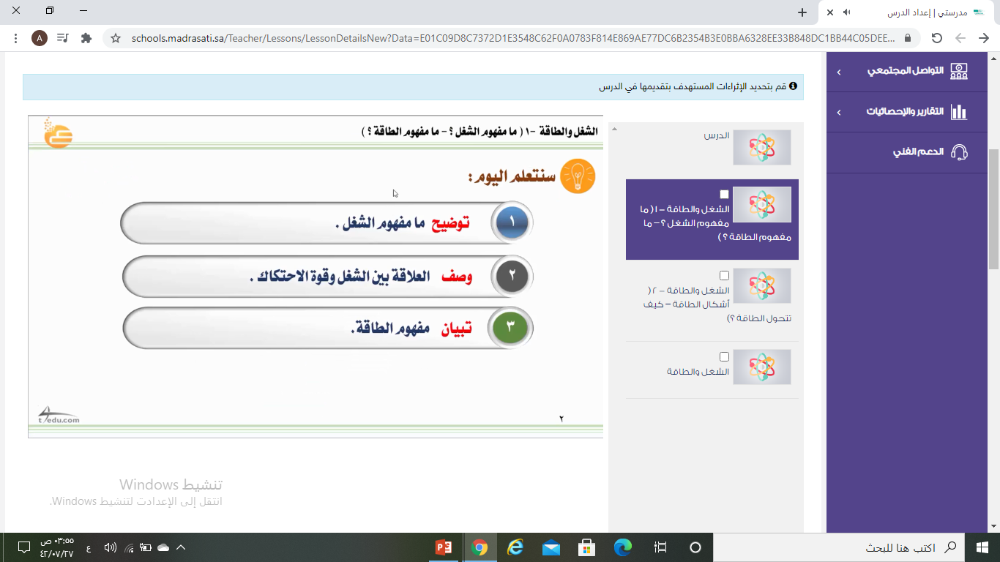 مدرستي | إعداد الدرس
schools.madrasati.sa/Teacher/Lessons/LessonDetailsNew?Data=E01C09D8C7372D1E3548C62F0A0783F814E869AE77DC6B2354B3E0BBA6328EE33B848DC1BB44C05DEE...
A
التواصل المجتمعي
التقارير والإحصائيات
الدعم الفني
قم بتحديد الإثراءات المستهدف بتقديمها في الدرس
الدرس
الشغل والطاقة -١( ما
مفهوم الشغل ؟ – ما
مفهوم الطاقة ؟ )
الشغل والطاقة - ٢ (
أشكال الطاقة – كيف
تتحول الطاقة ؟)
الشغل والطاقة
الشغل والطاقة -١ ( ما مفهوم الشغل ؟ - ما مفهوم الطاقة ؟ )
سنتعلم اليوم:
١ توضيح ما مفهوم الشغل .
٢ وصف العلاقة بين الشغل وقوة الاحتكاك .
٣ تبيان مفهوم الطاقة.
t4edu.com
٢
تنشيط Windows
انتقل إلى الإعدادت لتنشيط Windows.
اكتب هنا للبحث
ع
٠٣:٥٥ ص
٤٢/٠٧/٢٧